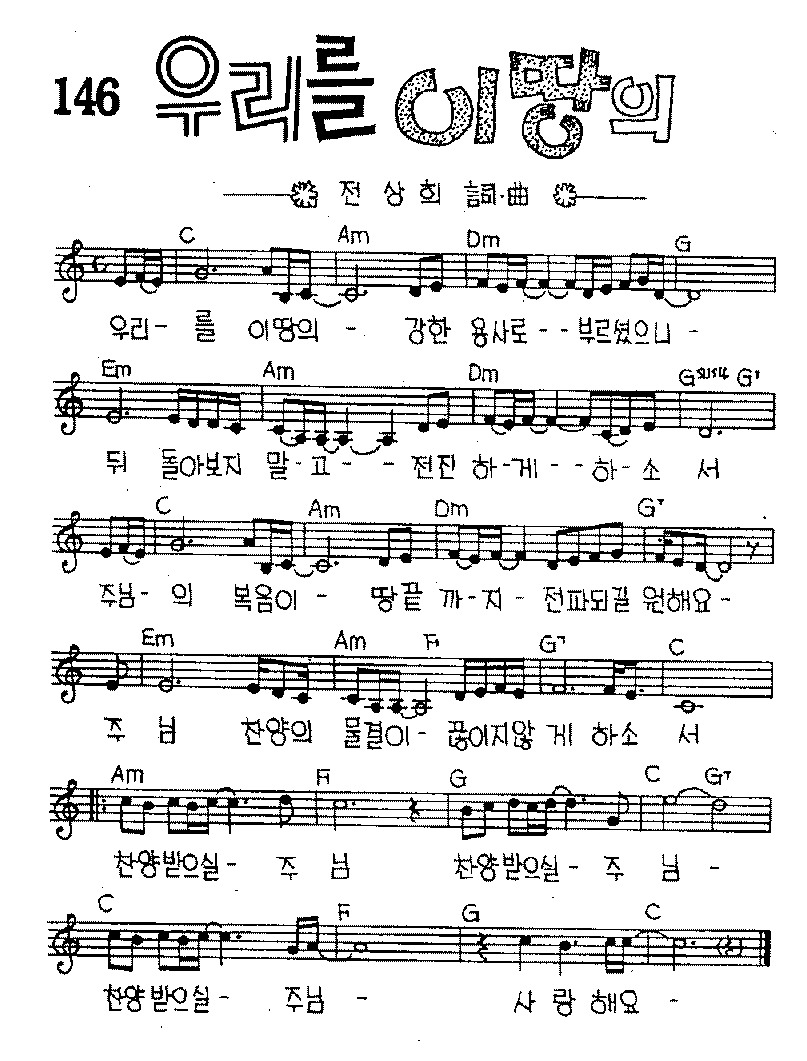 146 우리를 이땅의
전상희 詞·曲
C Am Dm G
우리- 를 이땅의 - 강한 용사로 - - 부르셨으니 -
Em Am Dm Gsus4 G7
뒤 돌아보지 말-고- - 전진 하-게- - 하-소 서
C Am Dm G7
주님- 의 복음이 - 땅끝 까-지- 전파되길 원해요-
Em Am F G7 C
주 님 찬양의 물결이- 끊이지않 게 하소 서
Am F G C G7
찬양받으실- 주 님 찬양받으실- 주 님 -
C F G C
찬양받으실- 주님 - 사 랑 해요 -